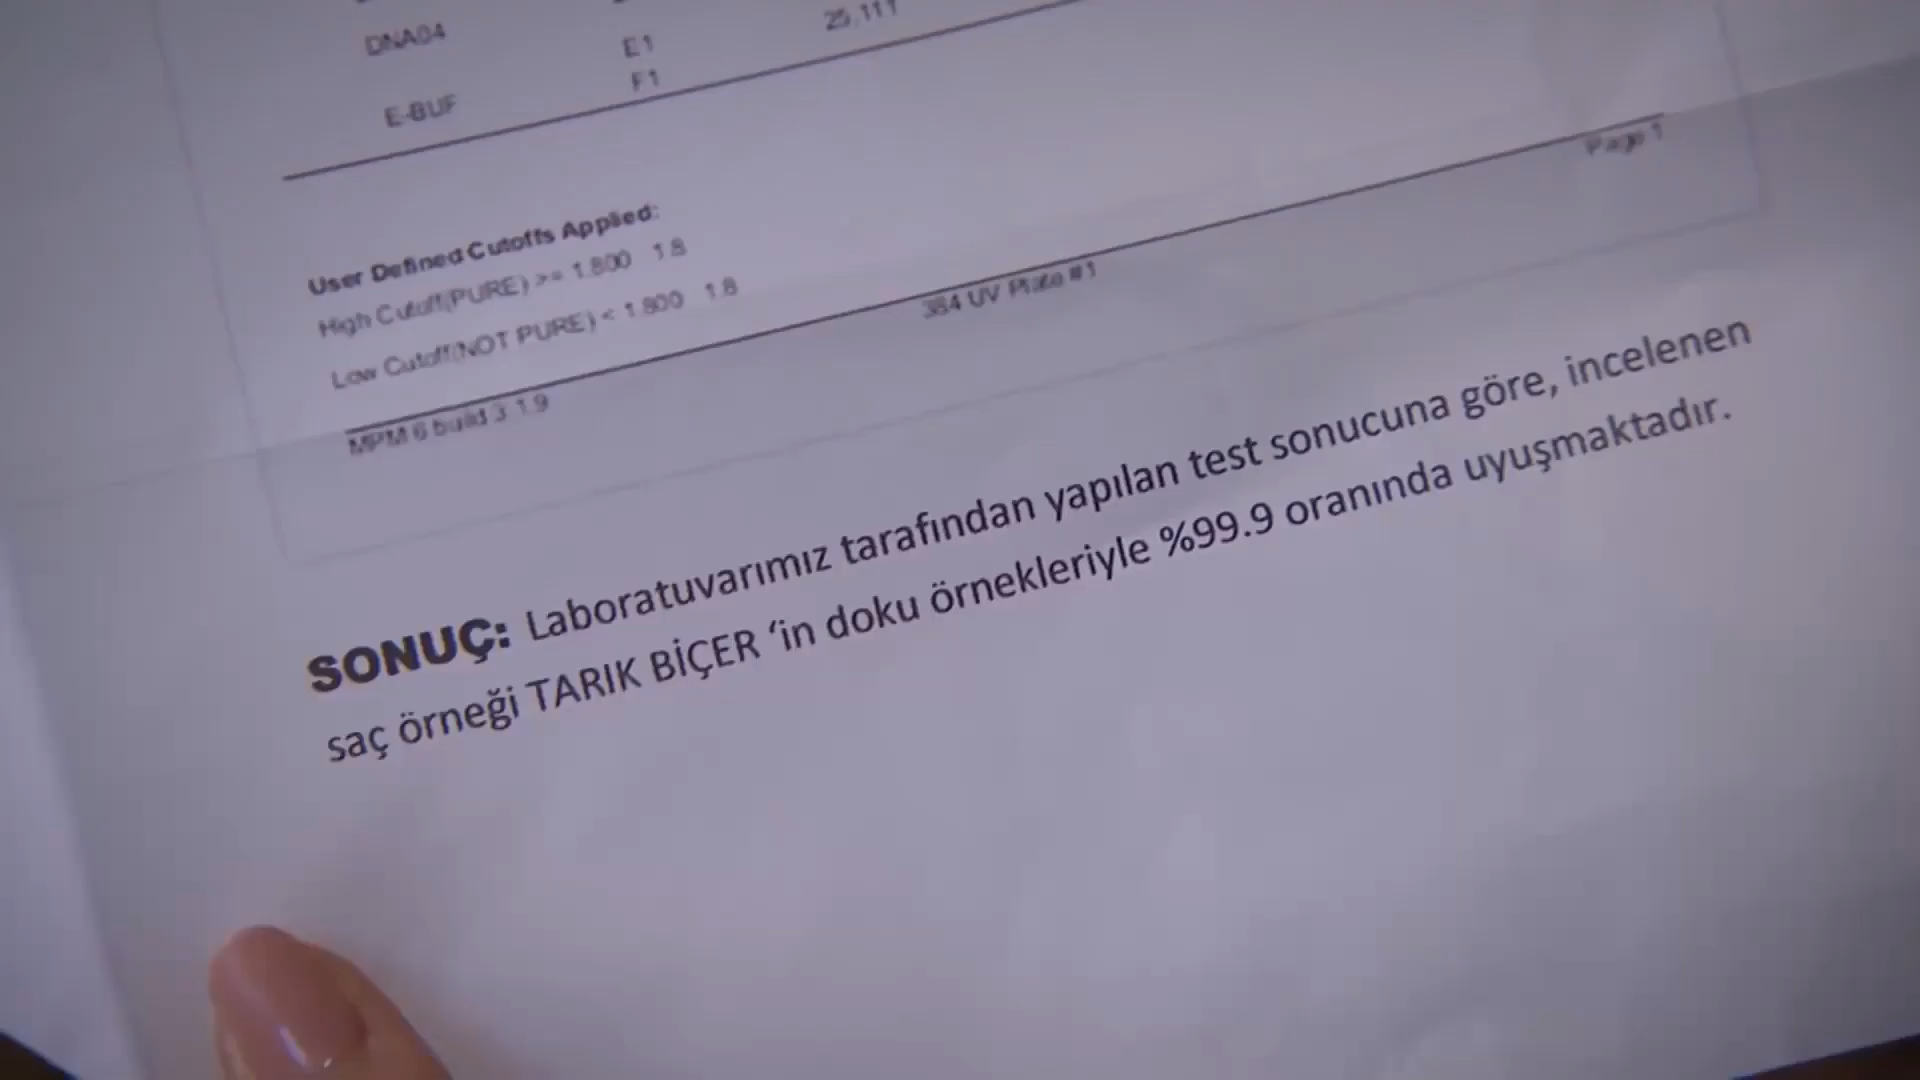 DNA04
E1
25.111
E-BUF
F1
User Defined Cutoffs Applied:
High Cutoff(PURE) >= 1.800 1.8
Low Cutoff(NOT PURE) < 1.800 1.8
Page 1
MPM 6 build 3.1.9
384 UV Plate #1
SONUÇ: Laboratuvarımız tarafından yapılan test sonucuna göre, incelenen
saç örneği TARIK BİÇER ‘in doku örnekleriyle %99.9 oranında uyuşmaktadır.